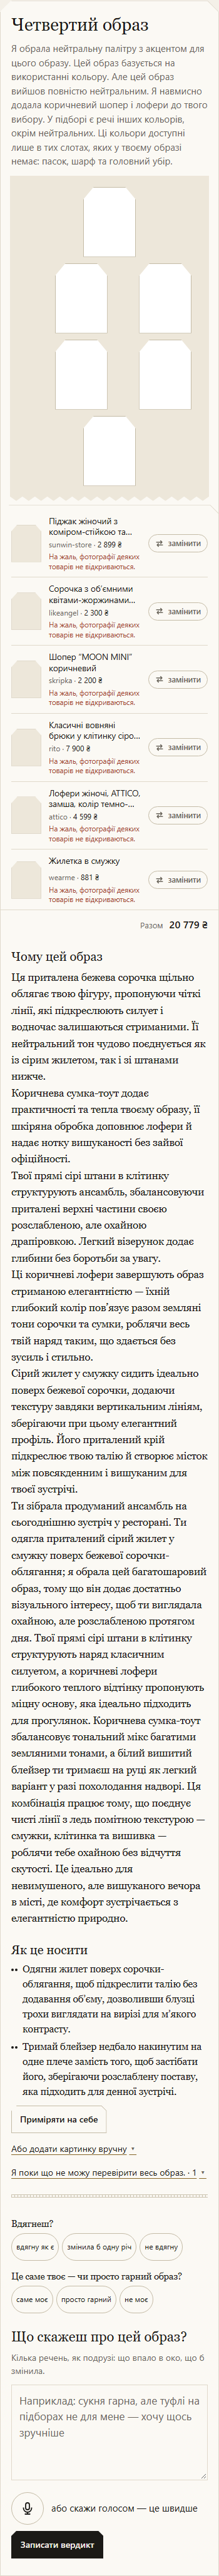 Четвертий образ
Я обрала нейтральну палітру з акцентом для
цього образу. Цей образ базується на
використанні кольору. Але цей образ
вийшов повністю нейтральним. Я навмисно
додала коричневий шопер і лофери до твого
вибору. У підборі є речі інших кольорів,
окрім нейтральних. Ці кольори доступні
лише в тих слотах, яких у твоєму образі
немає: пасок, шарф та головний убір.
Піджак жіночий з
коміром-стійкою та...
sunwin-store · 2 899 ₴
На жаль, фотографії деяких
товарів не відкриваються.
замінити
Сорочка з об'ємними
квітами-жоржинами...
likeangel · 2 300 ₴
На жаль, фотографії деяких
товарів не відкриваються.
замінити
Шопер "MOON MINI"
коричневий
skripka · 2 200 ₴
На жаль, фотографії деяких
товарів не відкриваються.
замінити
Класичні вовняні
брюки у клітинку сіро...
rito · 7 900 ₴
На жаль, фотографії деяких
товарів не відкриваються.
замінити
Лофери жіночі, ATTICO,
замша, колір темно-...
attico · 4 599 ₴
На жаль, фотографії деяких
товарів не відкриваються.
замінити
Жилетка в смужку
wearme · 881 ₴
На жаль, фотографії деяких
товарів не відкриваються.
замінити
Разом 20 779 ₴
Чому цей образ
Ця приталена бежева сорочка щільно
облягає твою фігуру, пропонуючи чіткі
лінії, які підкреслюють силует і
водночас залишаються стриманими. Її
нейтральний тон чудово поєднується як
із сірим жилетом, так і зі штанами
нижче.
Коричнева сумка-тоут додає
практичності та тепла твоєму образу, її
шкіряна обробка доповнює лофери й
надає нотку вишуканості без зайвої
офіційності.
Твої прямі сірі штани в клітинку
структурують ансамбль, збалансовуючи
приталені верхні частини своєю
розслабленою, але охайною
драпіровкою. Легкий візерунок додає
глибини без боротьби за увагу.
Ці коричневі лофери завершують образ
стриманою елегантністю — їхній
глибокий колір пов'язує разом земляні
тони сорочки та сумки, роблячи весь
твій наряд таким, що здається без
зусиль і стильно.
Сірий жилет у смужку сидить ідеально
поверх бежевої сорочки, додаючи
текстуру завдяки вертикальним лініям,
зберігаючи при цьому елегантний
профіль. Його приталений крій
підкреслює твою талію й створює місток
між повсякденним і вишуканим для
твоєї зустрічі.
Ти зібрала продуманий ансамбль на
сьогоднішню зустріч у ресторані. Ти
одягла приталений сірий жилет у
смужку поверх бежевої сорочки-
облягання; я обрала цей багатошаровий
образ, тому що він додає достатньо
візуального інтересу, щоб ти виглядала
охайною, але розслабленою протягом
дня. Твої прямі сірі штани в клітинку
структурують наряд класичним
силуетом, а коричневі лофери
глибокого теплого відтінку пропонують
міцну основу, яка ідеально підходить
для прогулянок. Коричнева сумка-тоут
збалансовує тональний мікс багатими
земляними тонами, а білий вишитий
блейзер ти тримаєш на руці як легкий
варіант у разі похолодання надворі. Ця
комбінація працює тому, що поєднує
чисті лінії з ледь помітною текстурою —
смужки, клітинка та вишивка —
роблячи тебе охайною без відчуття
скутості. Це ідеально для
невимушеного, але вишуканого вечора
в місті, де комфорт зустрічається з
елегантністю природно.
Як це носити
Одягни жилет поверх сорочки-
облягання, щоб підкреслити талію без
додавання об'єму, дозволивши блузці
трохи виглядати на вирізі для м'якого
контрасту.
Тримай блейзер недбало накинутим на
одне плече замість того, щоб застібати
його, зберігаючи розслаблену поставу,
яка підходить для денної зустрічі.
Приміряти на себе
Або додати картинку вручну
Я поки що не можу перевірити весь образ. · 1
Вдягнеш?
вдягну як є
змінила б одну річ
не вдягну
Це саме твоє — чи просто гарний образ?
саме моє
просто гарний
не моє
Що скажеш про цей образ?
Кілька речень, як подрузі: що впало в око, що б
змінила.
Наприклад: сукня гарна, але туфлі на
підборах не для мене — хочу щось
зручніше
або скажи голосом — це швидше
Записати вердикт